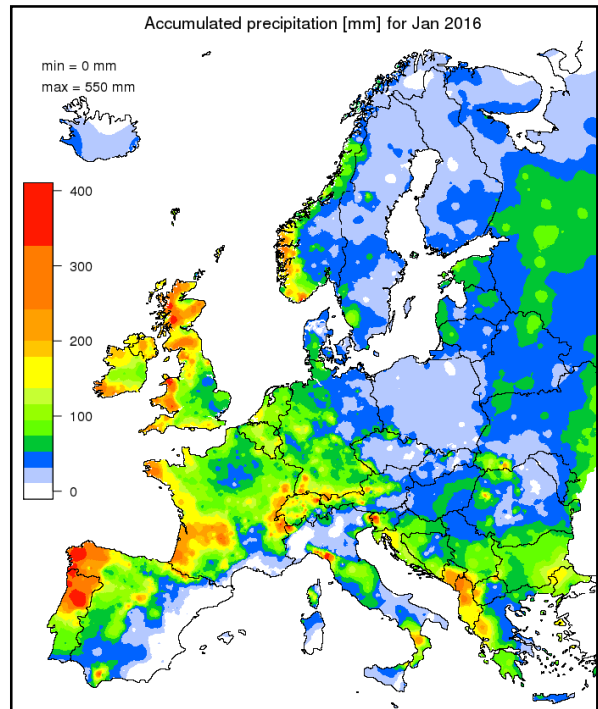 Accumulated precipitation [mm] for Jan 2016
min = 0 mm
max = 550 mm
400
300
200
100
0